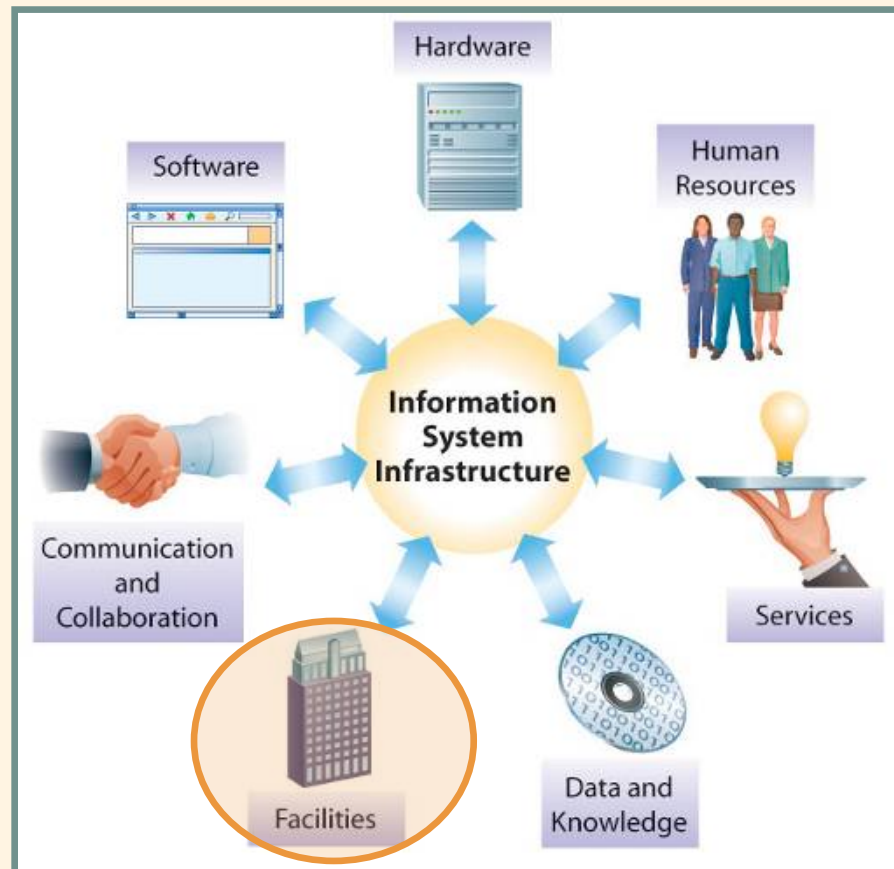 Hardware
Software
Human
Resources
Information
System
Infrastructure
Communication
and
Collaboration
Services
Facilities
Data and
Knowledge